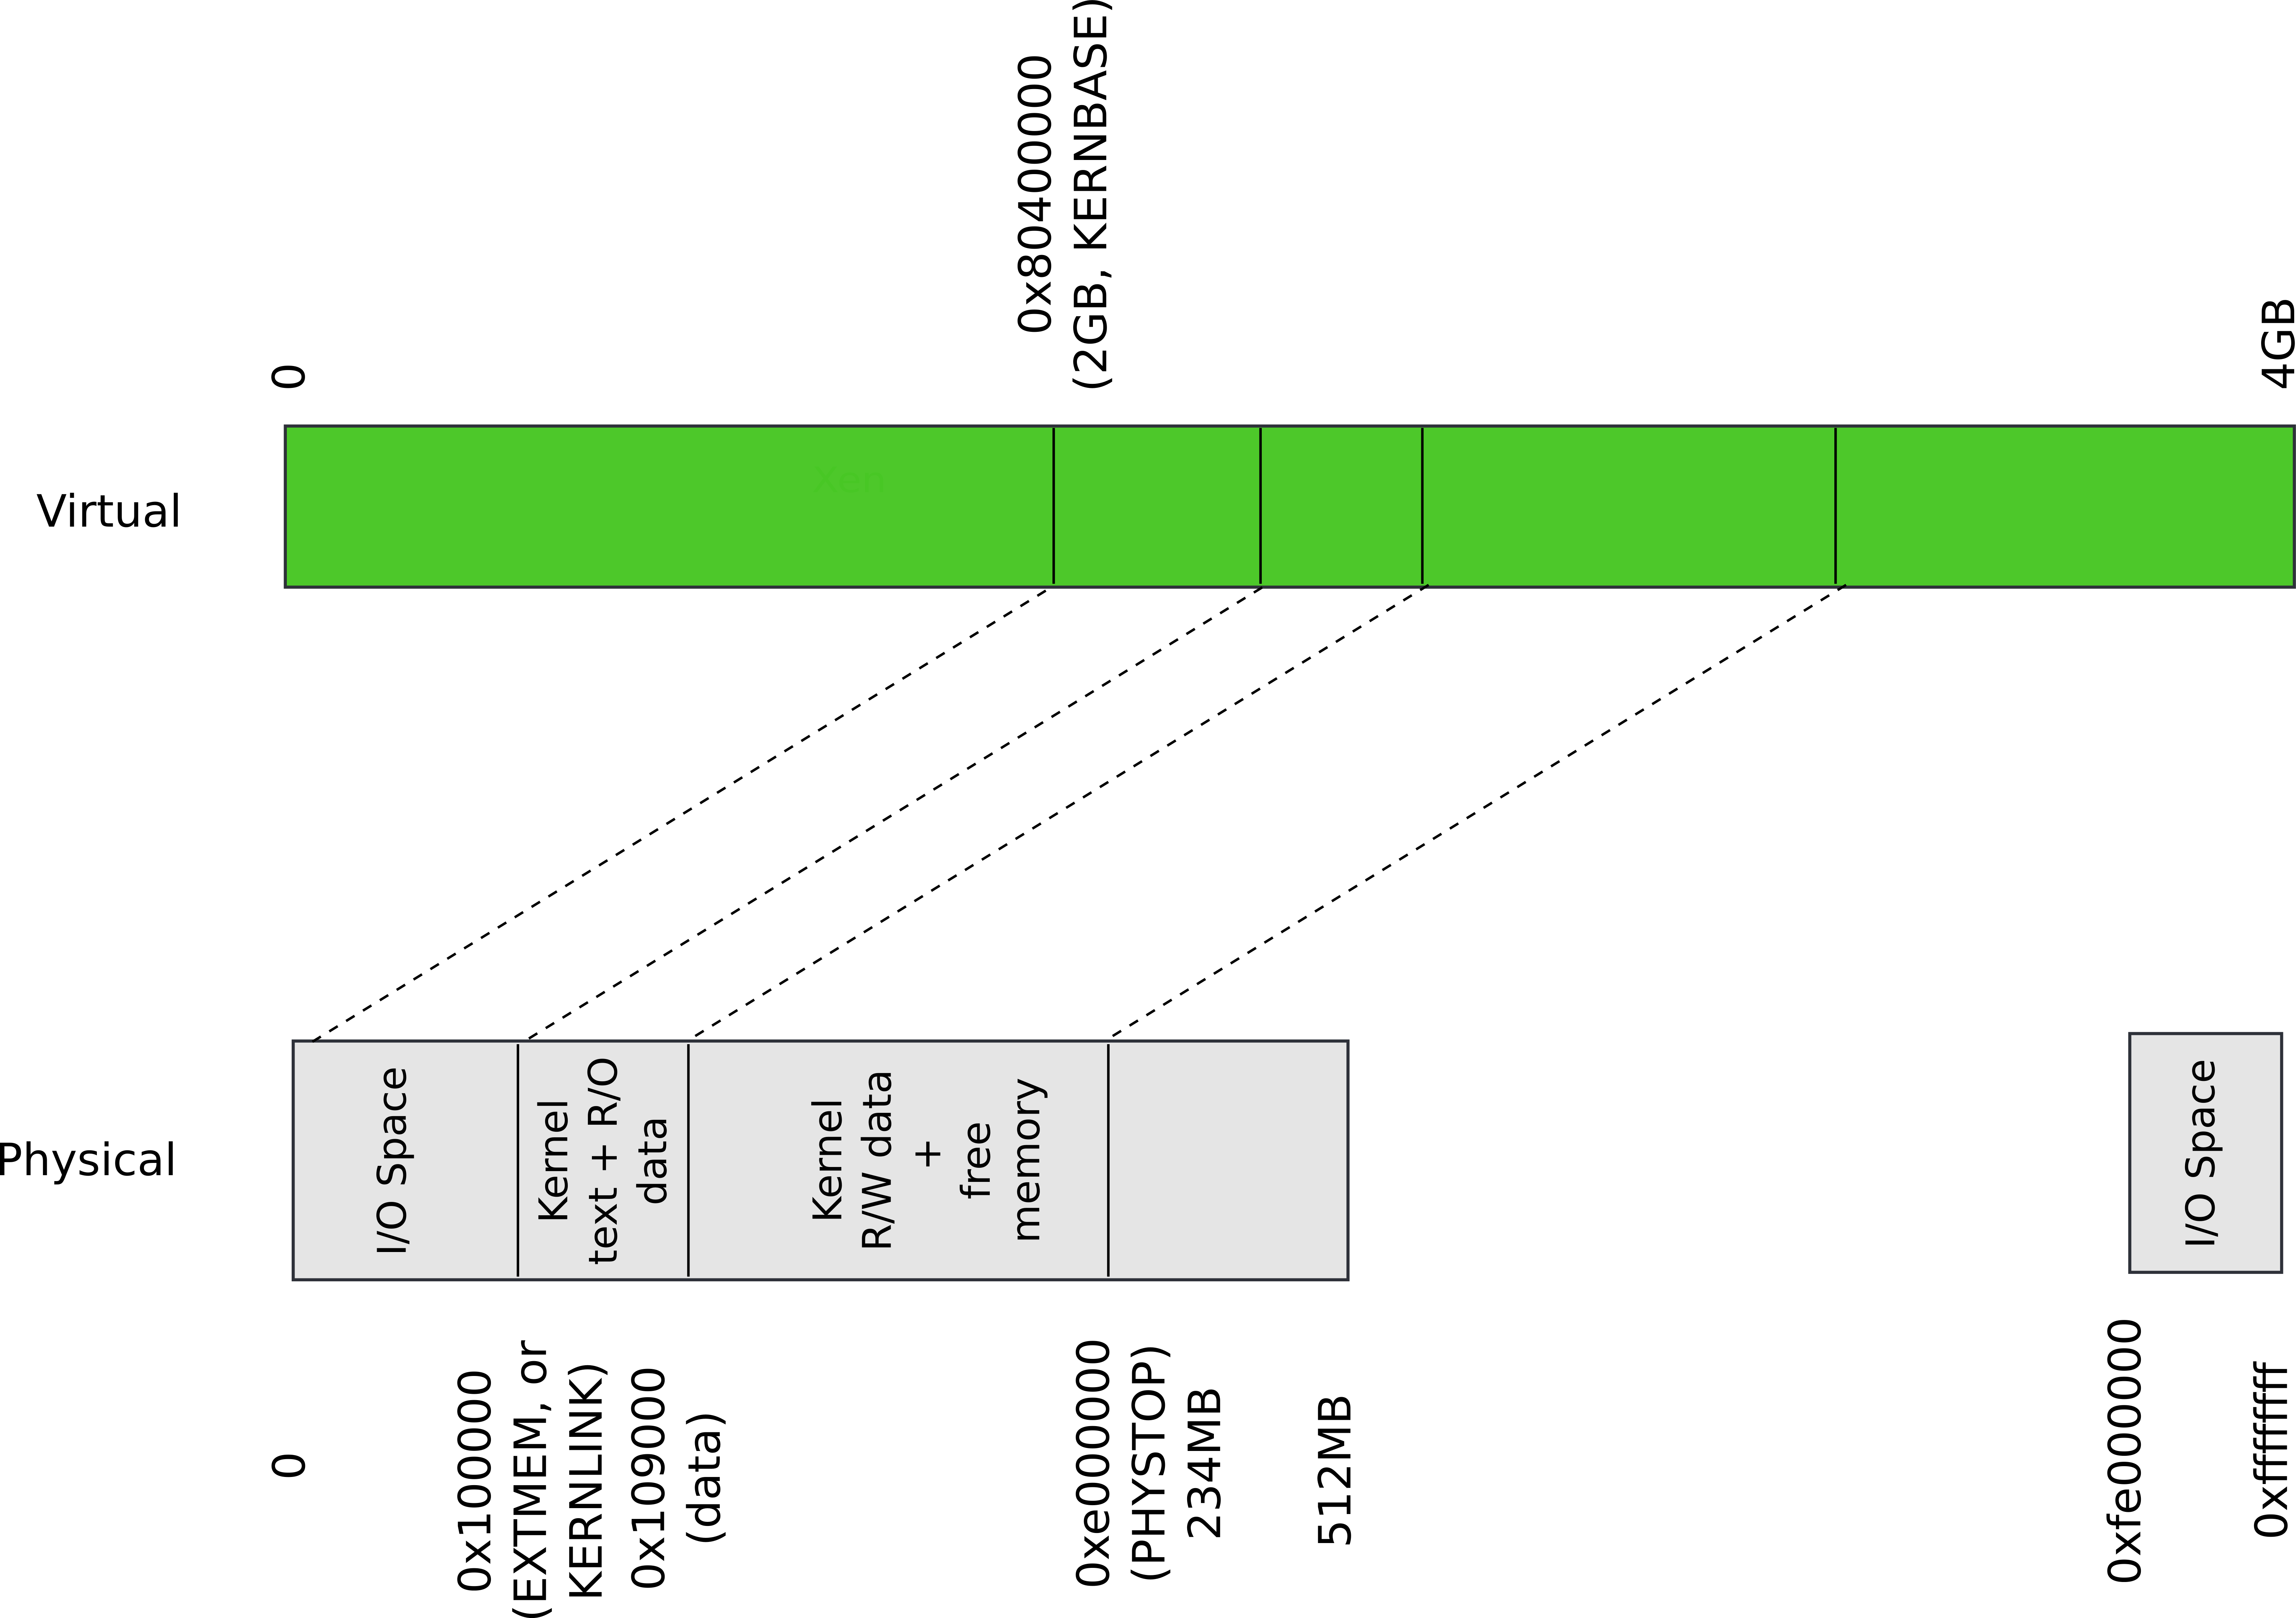 0x80400000
(2GB, KERNBASE)
0
4GB
Virtual
Xen
Physical
I/O Space
Kernel
text + R/O
data
Kernel
R/W data
+
free
memory
I/O Space
0
0x100000
(EXTMEM, or
KERNLINK)
0x109000
(data)
0xe000000
(PHYSTOP)
234MB
512MB
0xfe000000
0xffffffff